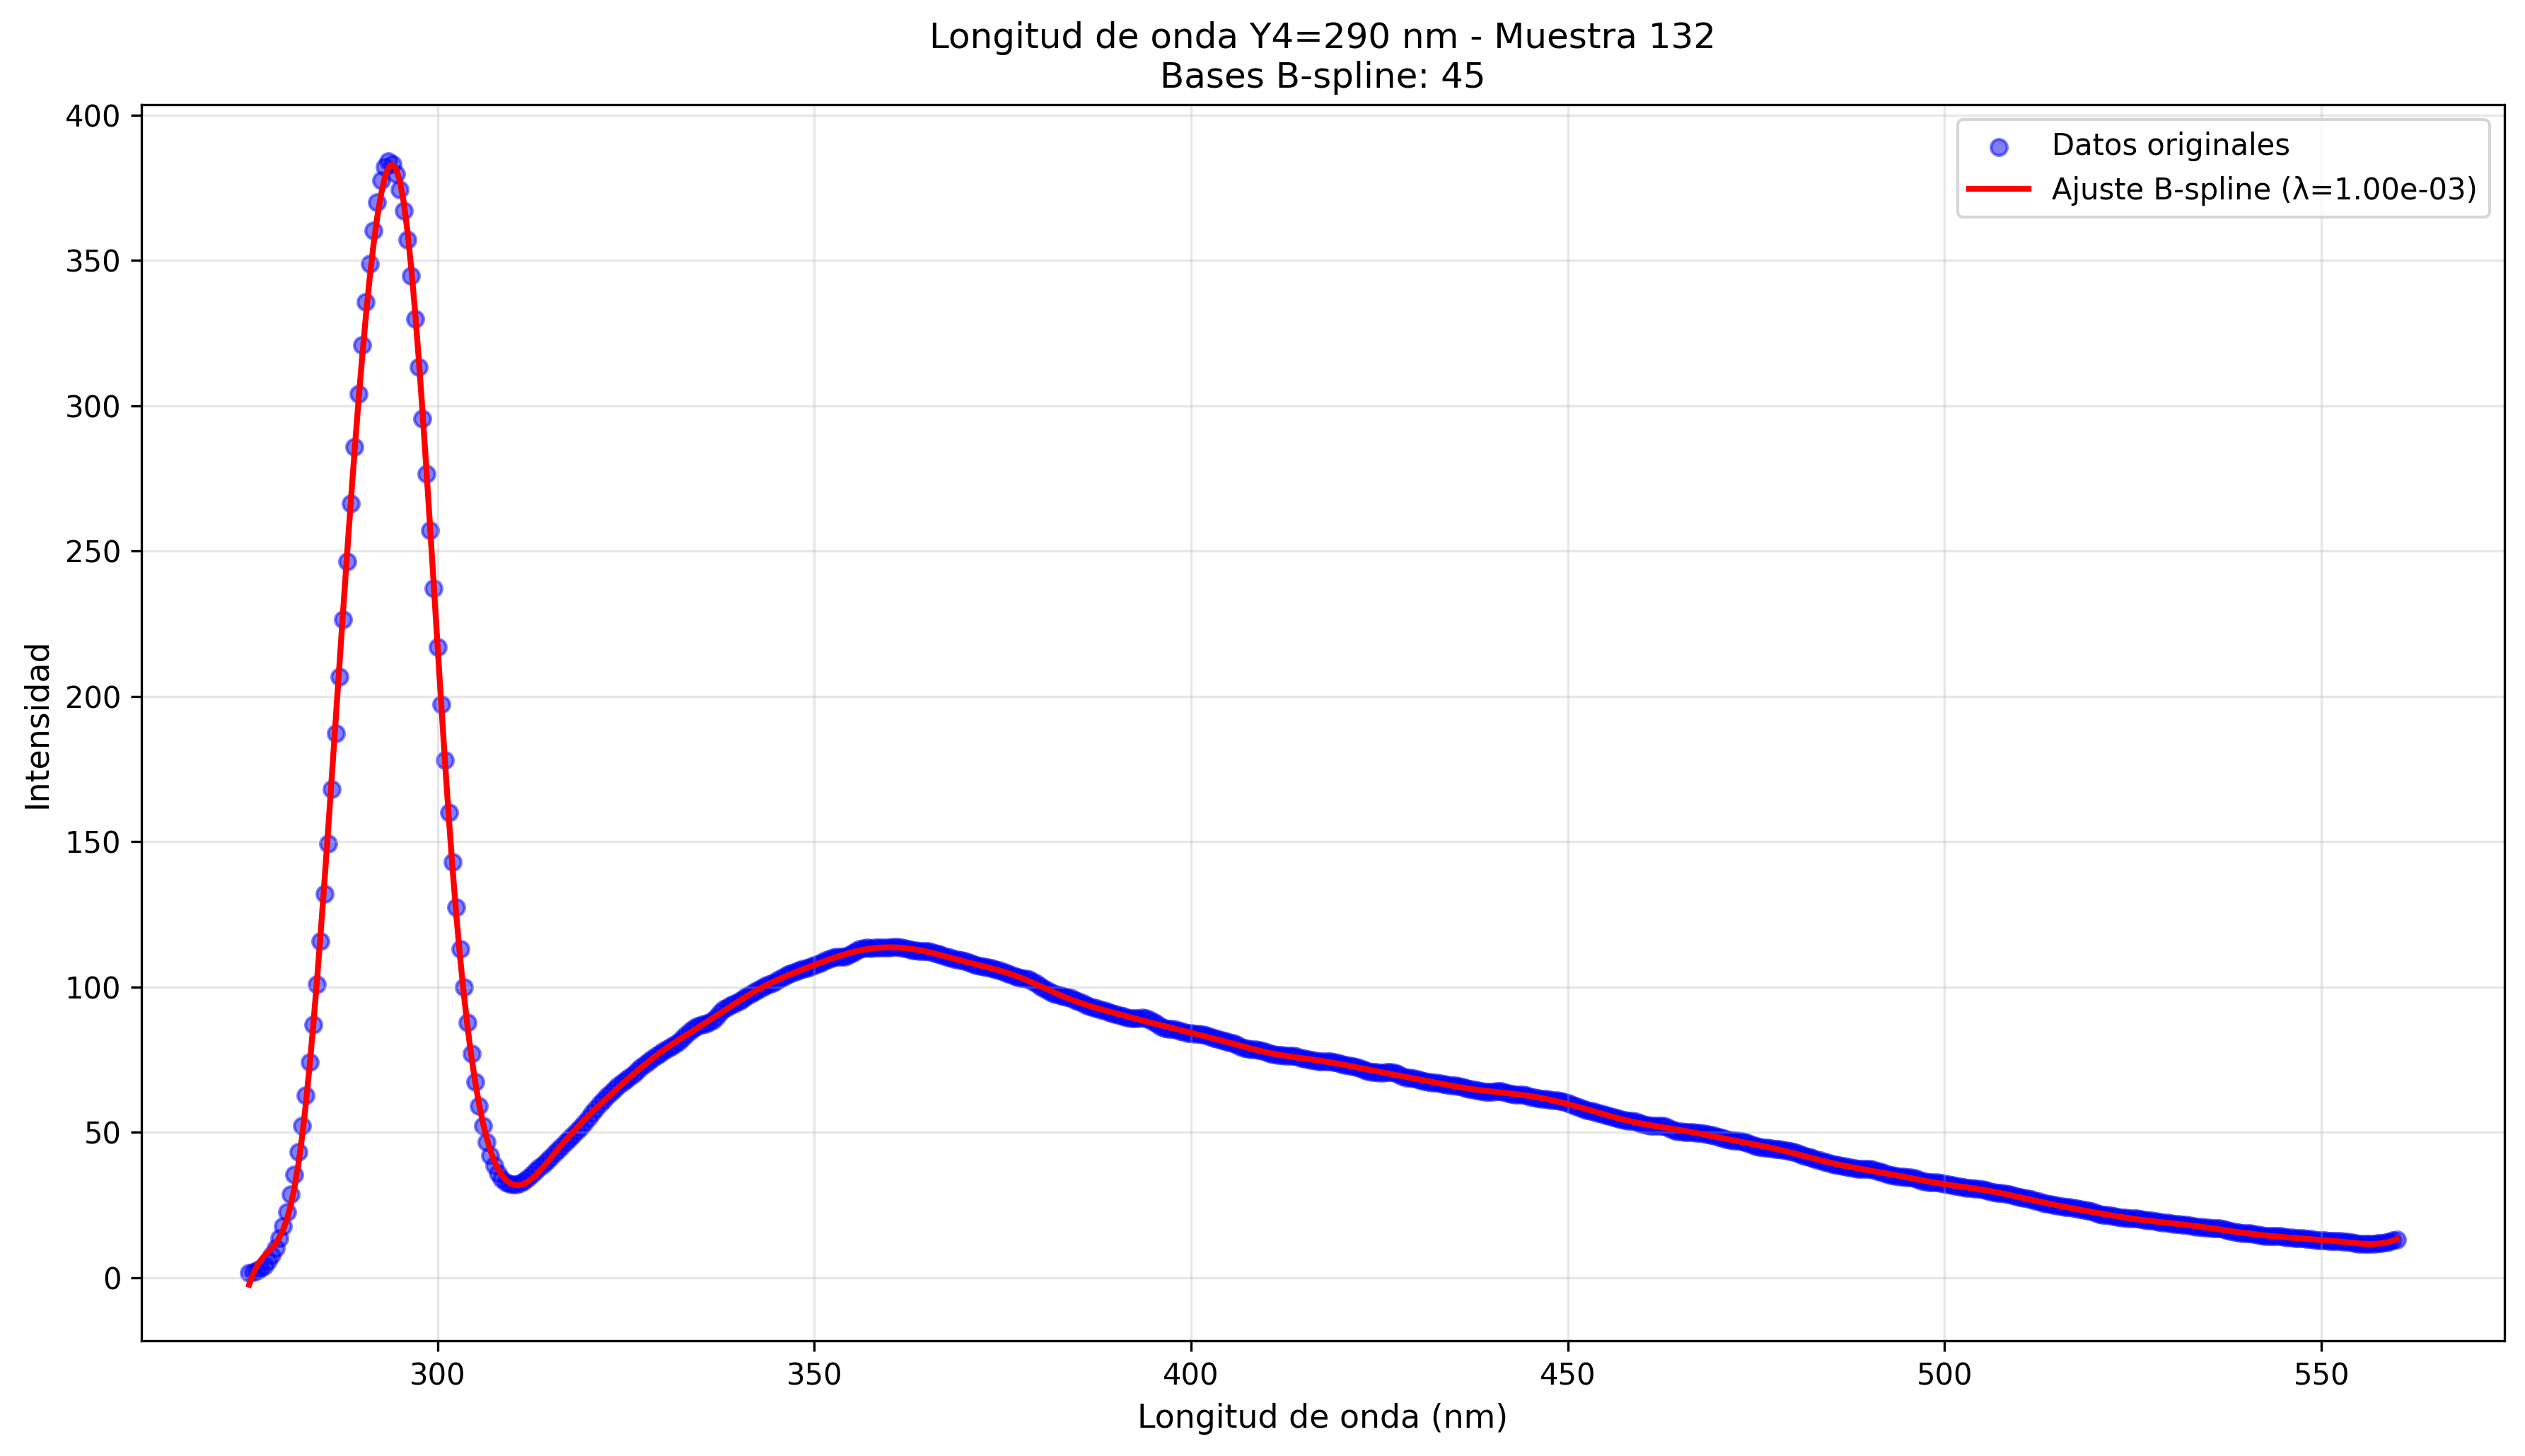 Longitud de onda Y4=290 nm - Muestra 132
Bases B-spline: 45
400
350
300
250
200
150
100
50
0
Intensidad
Datos originales
Ajuste B-spline (λ=1.00e-03)
300
350
400
450
500
550
Longitud de onda (nm)